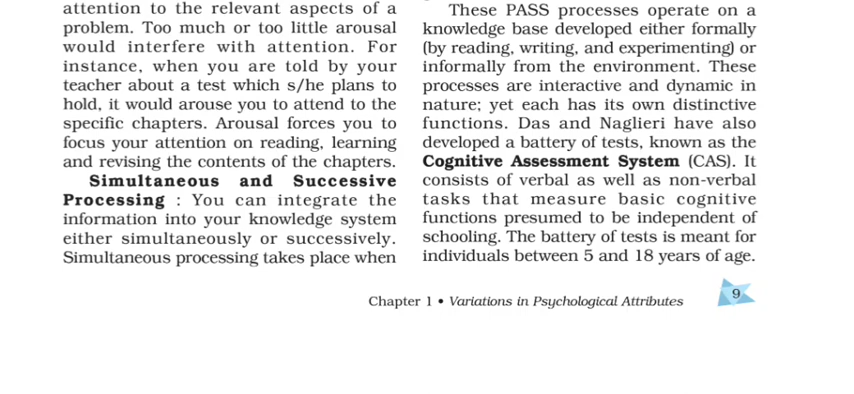 attention to the relevant aspects of a
problem. Too much or too little arousal
would interfere with attention. For
instance, when you are told by your
teacher about a test which s/he plans to
hold, it would arouse you to attend to the
specific chapters. Arousal forces you to
focus your attention on reading, learning
and revising the contents of the chapters.
Simultaneous and Successive
Processing : You can integrate the
information into your knowledge system
either simultaneously or successively.
Simultaneous processing takes place when
These PASS processes operate on a
knowledge base developed either formally
(by reading, writing, and experimenting) or
informally from the environment. These
processes are interactive and dynamic in
nature; yet each has its own distinctive
functions. Das and Naglieri have also
developed a battery of tests, known as the
Cognitive Assessment System (CAS). It
consists of verbal as well as non-verbal
tasks that measure basic cognitive
functions presumed to be independent of
schooling. The battery of tests is meant for
individuals between 5 and 18 years of age.
Chapter 1 • Variations in Psychological Attributes
9